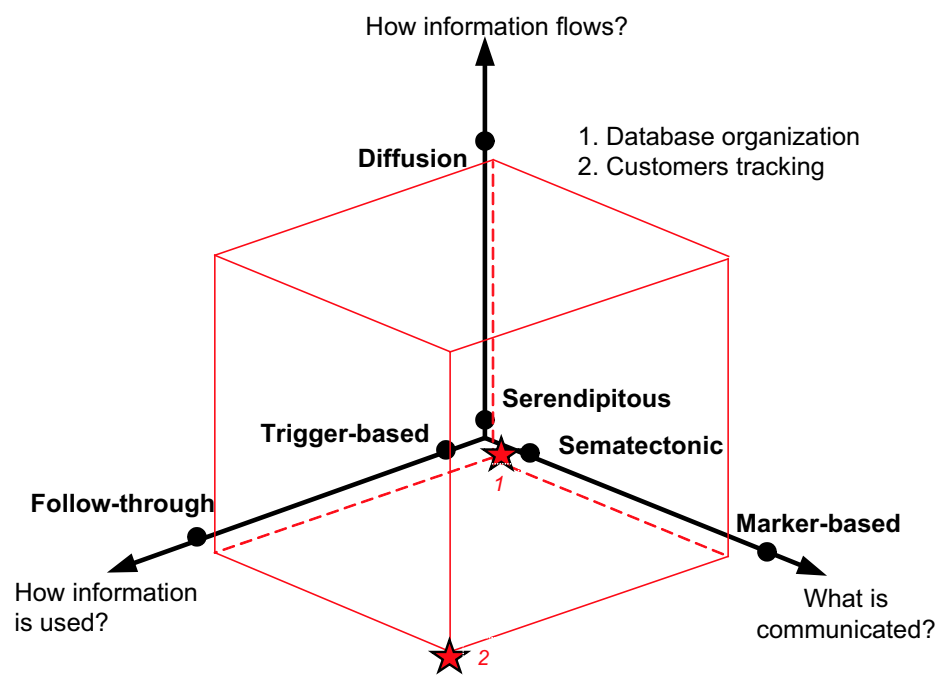 How information flows?
1. Database organization
Diffusion
2. Customers tracking
Serendipitous
Trigger-based
Sematectonic
1
Follow-through
Marker-based
How information
is used?
What is
communicated?
2